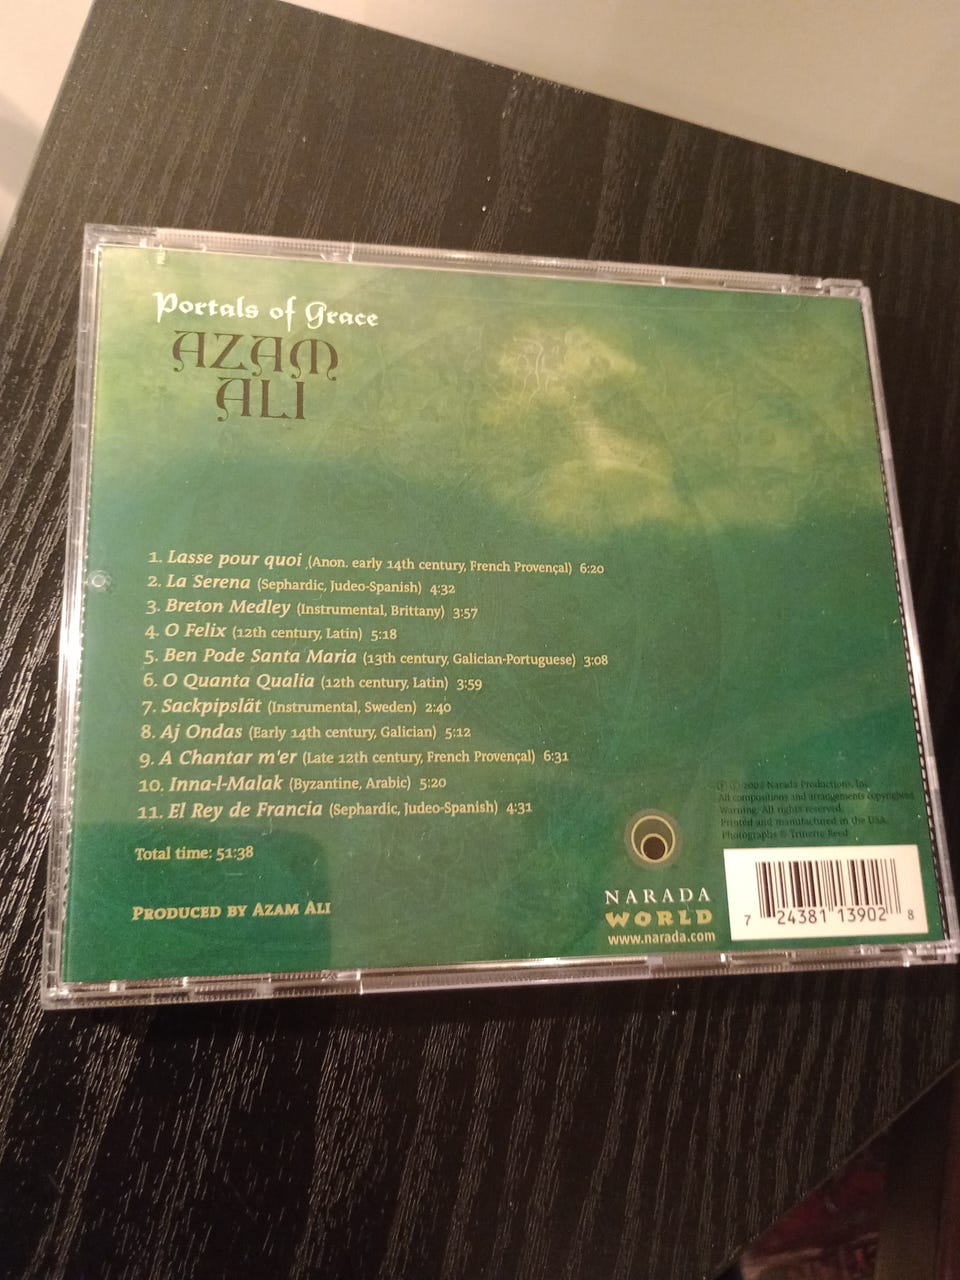 Portals of Grace
AZAM
ALI
1. Lasse pour quoi (Anon. early 14th century, French Provençal) 6:20
2. La Serena (Sephardic, Judeo-Spanish) 4:32
3. Breton Medley (Instrumental, Brittany) 3:57
4. O Felix (12th century, Latin) 5:18
5. Ben Pode Santa Maria (13th century, Galician-Portuguese) 3:08
6. O Quanta Qualia (12th century, Latin) 3:59
7. Sackpipslät (Instrumental, Sweden) 2:40
8. Aj Ondas (Early 14th century, Galician) 5:12
9. A Chantar m'er (Late 12th century, French Provençal) 6:31
10. Inna-l-Malak (Byzantine, Arabic) 5:20
11. El Rey de Francia (Sephardic, Judeo-Spanish) 4:31
Total time: 51:38
PRODUCED BY AZAM ALI
NARADA
WORLD
www.narada.com
Ⓟ Ⓒ Narada Productions, Inc.
All compositions and arrangements copyrighted.
Warning. All rights reserved.
Printed and manufactured in the USA.
Photographs © Trinette Reed
7 24381 13902 8